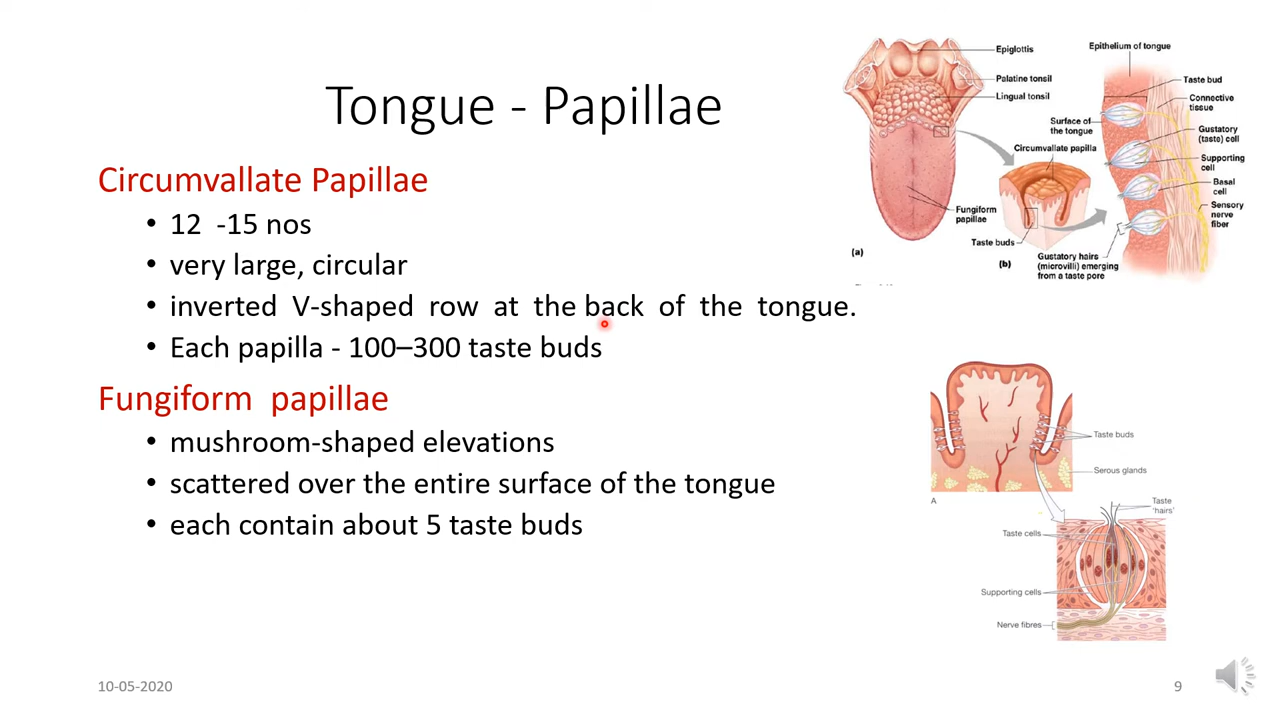 Tongue - Papillae
Circumvallate Papillae
• 12 -15 nos
• very large, circular
• inverted V-shaped row at the back of the tongue.
• Each papilla - 100–300 taste buds
Fungiform papillae
• mushroom-shaped elevations
• scattered over the entire surface of the tongue
• each contain about 5 taste buds
Epiglottis
Palatine tonsil
Lingual tonsil
Fungiform
papillae
(a)
Circumvallate papilla
Taste buds
(b)
Epithelium of tongue
Taste bud
Connective
tissue
Surface of
the tongue
Gustatory
(taste) cell
Supporting
cell
Basal
cell
Sensory
nerve
fiber
Gustatory hairs
(microvilli) emerging
from a taste pore
Taste buds
Serous glands
A
Taste
'hairs'
Taste cells
Supporting cells
Nerve fibres
10-05-2020
9